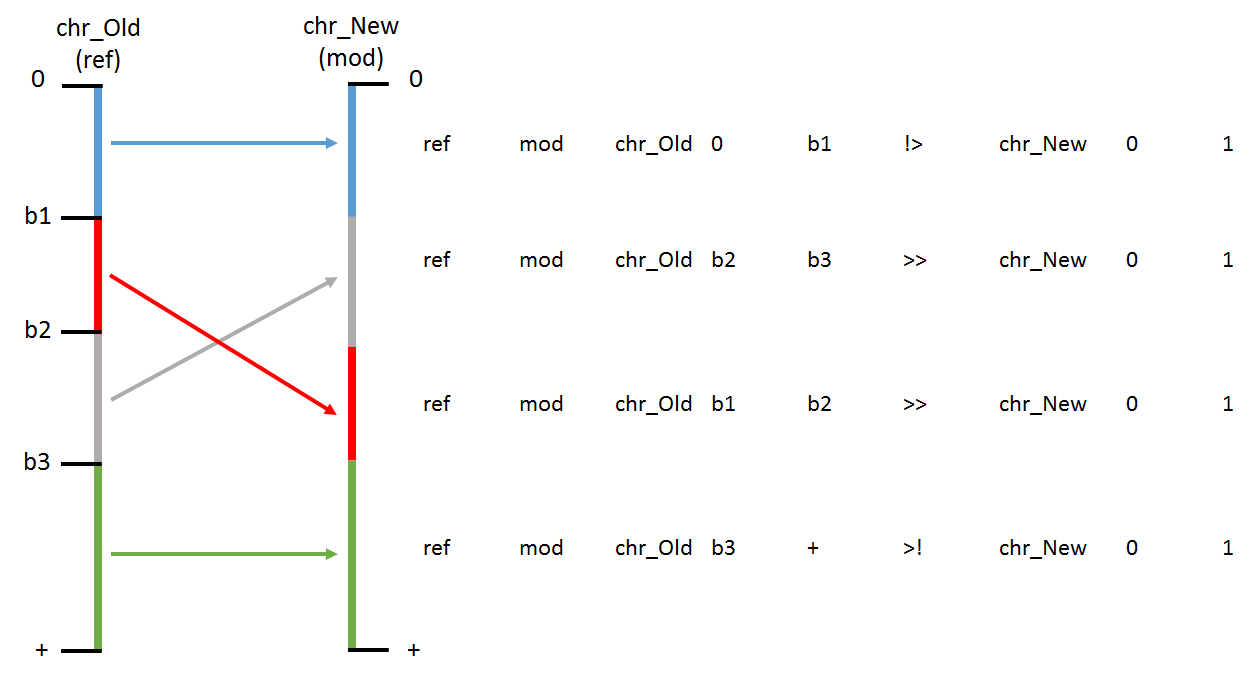 chr_Old
(ref)
chr_New
(mod)
0
0
ref mod chr_Old 0 b1 !> chr_New 0 1
b1
ref mod chr_Old b2 b3 >> chr_New 0 1
b2
ref mod chr_Old b1 b2 >> chr_New 0 1
b3
ref mod chr_Old b3 + >! chr_New 0 1
+
+